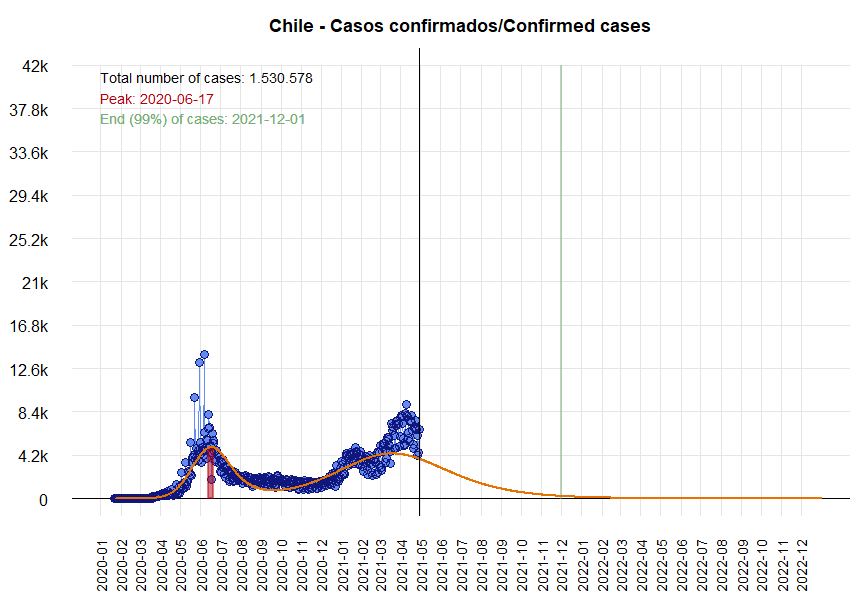 Chile - Casos confirmados/Confirmed cases
42k
37.8k
33.6k
29.4k
25.2k
21k
16.8k
12.6k
8.4k
4.2k
0
Total number of cases: 1.530.578
Peak: 2020-06-17
End (99%) of cases: 2021-12-01
2020-01
2020-02
2020-03
2020-04
2020-05
2020-06
2020-07
2020-08
2020-09
2020-10
2020-11
2020-12
2021-01
2021-02
2021-03
2021-04
2021-05
2021-06
2021-07
2021-08
2021-09
2021-10
2021-11
2021-12
2022-01
2022-02
2022-03
2022-04
2022-05
2022-06
2022-07
2022-08
2022-09
2022-10
2022-11
2022-12